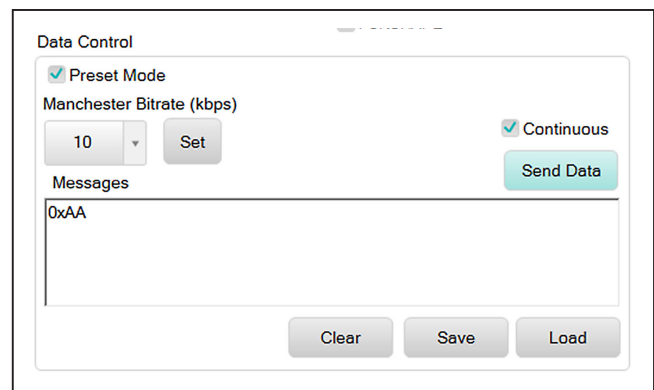 Data Control
Preset Mode
Manchester Bitrate (kbps)
10
Set
Continuous
Send Data
Messages
0xAA
Clear
Save
Load